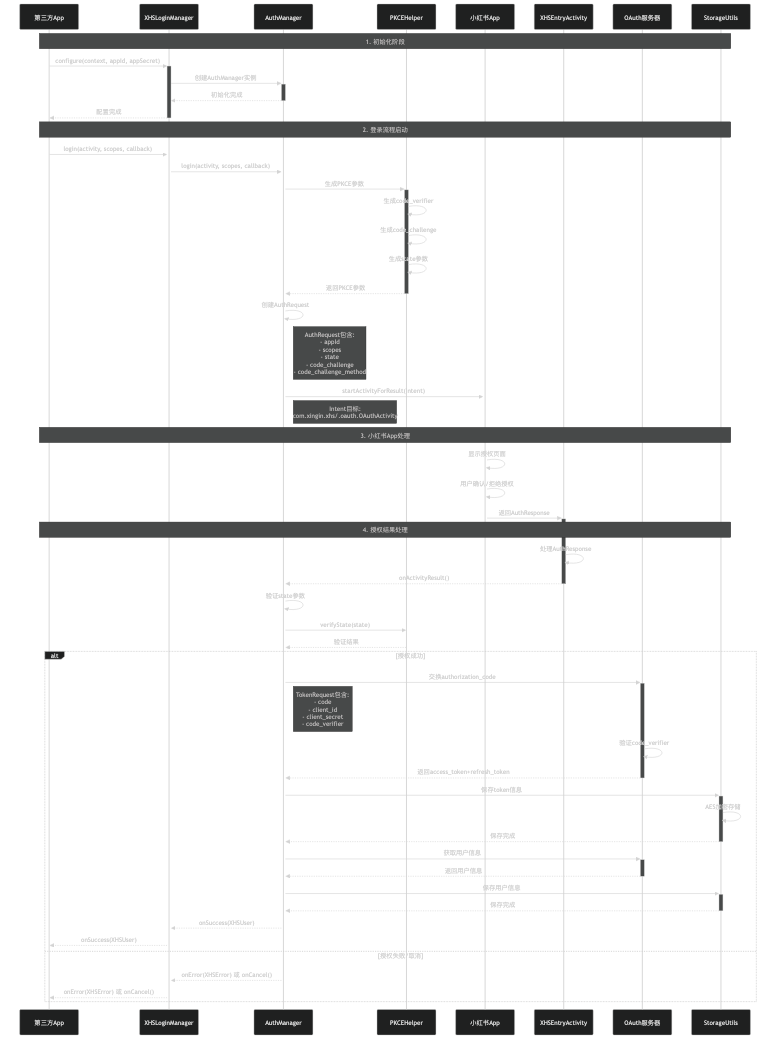 第三方App
XHSLoginManager
AuthManager
PKCEHelper
小红书App
XHSEntryActivity
OAuth服务器
StorageUtils
1. 初始化阶段
configure(context, appId, appSecret)
创建AuthManager实例
初始化完成
配置完成
2. 登录流程启动
login(activity, scopes, callback)
login(activity, scopes, callback)
生成PKCE参数
生成code_verifier
生成code_challenge
生成state参数
返回PKCE参数
创建AuthRequest
AuthRequest包含:
- appId
- scopes
- state
- code_challenge
- code_challenge_method
startActivityForResult(intent)
Intent目标:
com.xingin.xhs/.oauth.OAuthActivity
3. 小红书App处理
显示授权页面
用户确认/拒绝授权
返回AuthResponse
4. 授权结果处理
处理AuthResponse
onActivityResult()
验证state参数
verifyState(state)
验证结果
alt
[授权成功]
交换authorization_code
TokenRequest包含:
- code
- client_id
- client_secret
- code_verifier
验证code_verifier
返回access_token+refresh_token
保存token信息
AES加密存储
保存完成
获取用户信息
返回用户信息
保存用户信息
保存完成
onSuccess(XHSUser)
onSuccess(XHSUser)
[授权失败/取消]
onError(XHSError) 或 onCancel()
onError(XHSError) 或 onCancel()
第三方App
XHSLoginManager
AuthManager
PKCEHelper
小红书App
XHSEntryActivity
OAuth服务器
StorageUtils